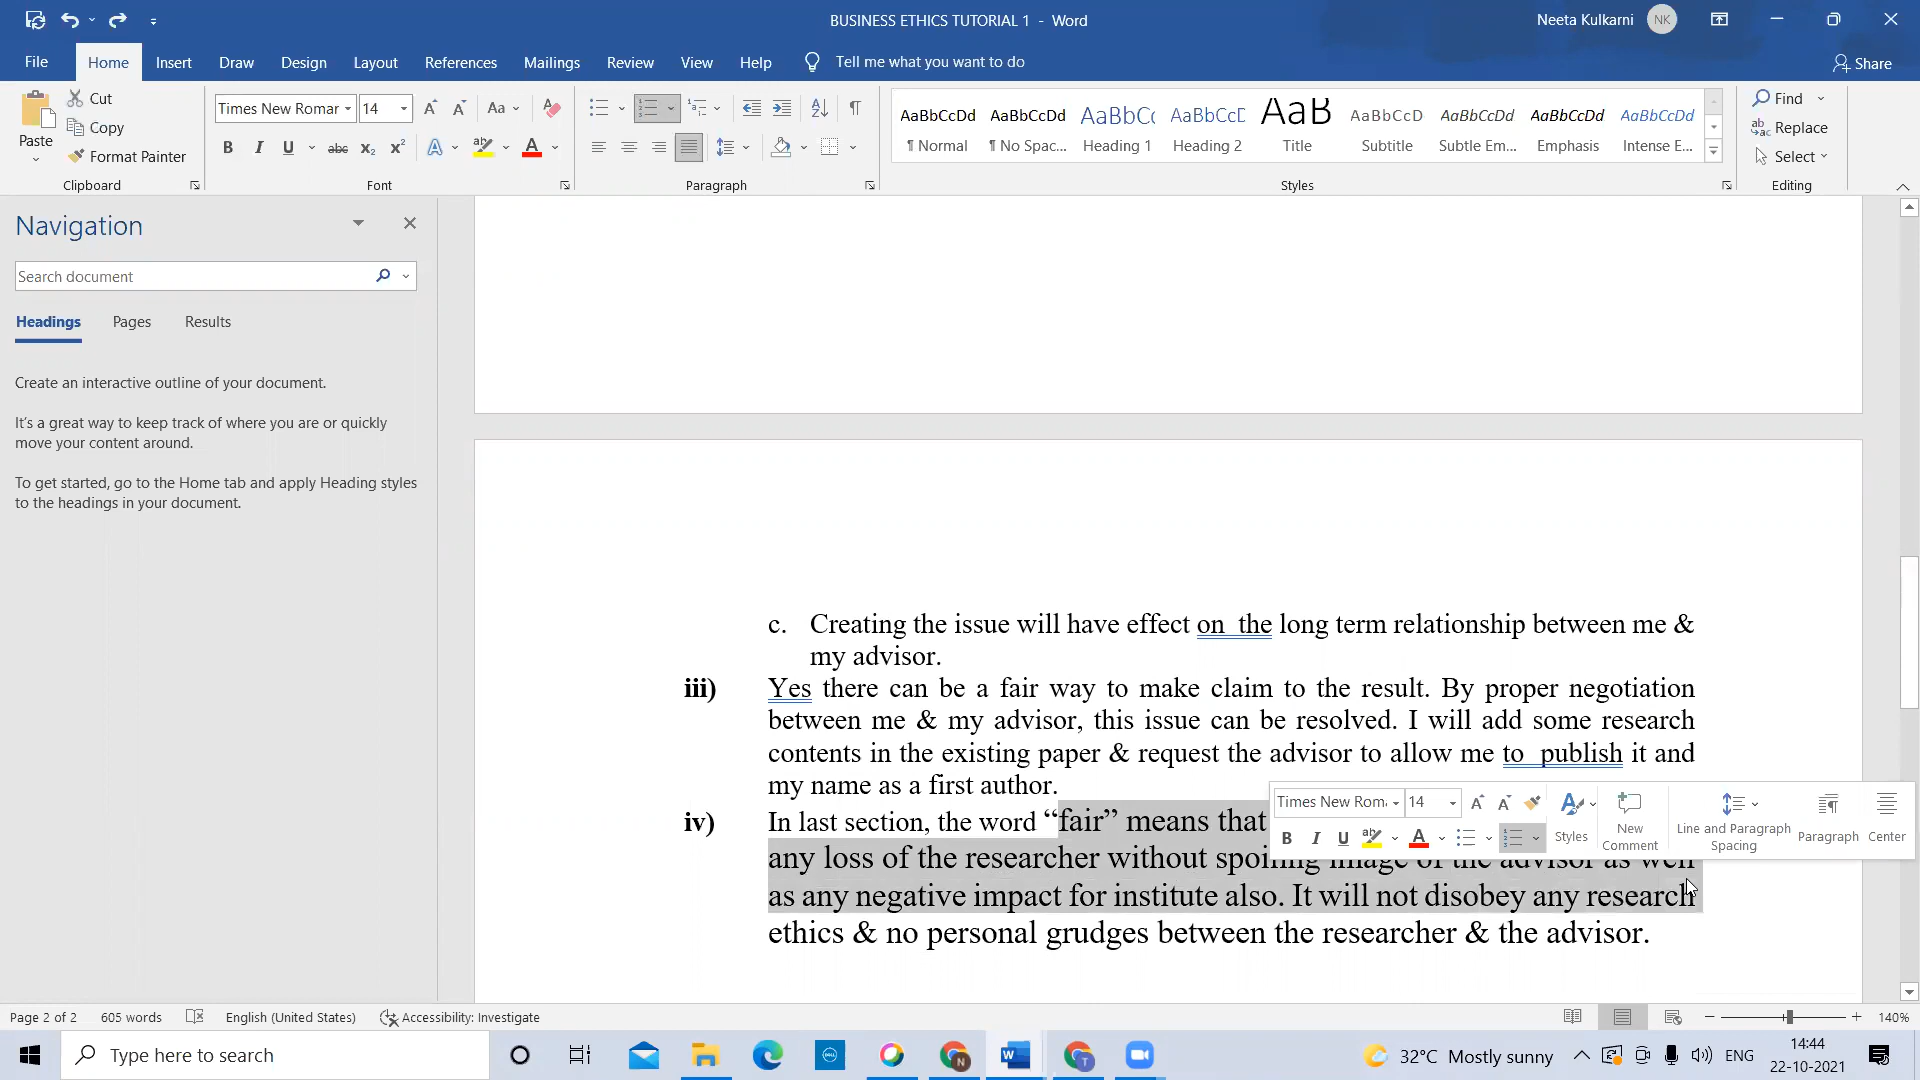 BUSINESS ETHICS TUTORIAL 1 - Word
Neeta Kulkarni NK
File Home Insert Draw Design Layout References Mailings Review View Help Tell me what you want to do Share
Paste
Cut
Copy
Format Painter
Clipboard
Times New Roman 14
Font
Paragraph
AaBbCcDd AaBbCcDd AaBbC AaBbCcD AaB AaBbCcD AaBbCcDd AaBbCcDd AaBbCcDd
¶ Normal ¶ No Spac... Heading 1 Heading 2 Title Subtitle Subtle Em... Emphasis Intense E...
Styles
Find
Replace
Select
Editing
Navigation
Search document
Headings Pages Results
Create an interactive outline of your document.
It's a great way to keep track of where you are or quickly
move your content around.
To get started, go to the Home tab and apply Heading styles
to the headings in your document.
c. Creating the issue will have effect on the long term relationship between me &
my advisor.
iii) Yes there can be a fair way to make claim to the result. By proper negotiation
between me & my advisor, this issue can be resolved. I will add some research
contents in the existing paper & request the advisor to allow me to publish it and
my name as a first author.
iv) In last section, the word “fair” means that
any loss of the researcher without spoiling image of the advisor as well
as any negative impact for institute also. It will not disobey any research
ethics & no personal grudges between the researcher & the advisor.
Times New Roma 14
Styles
New
Comment
Line and Paragraph
Spacing
Paragraph
Center
Page 2 of 2 605 words English (United States) Accessibility: Investigate 140%
Type here to search
32°C Mostly sunny
ENG
14:44
22-10-2021